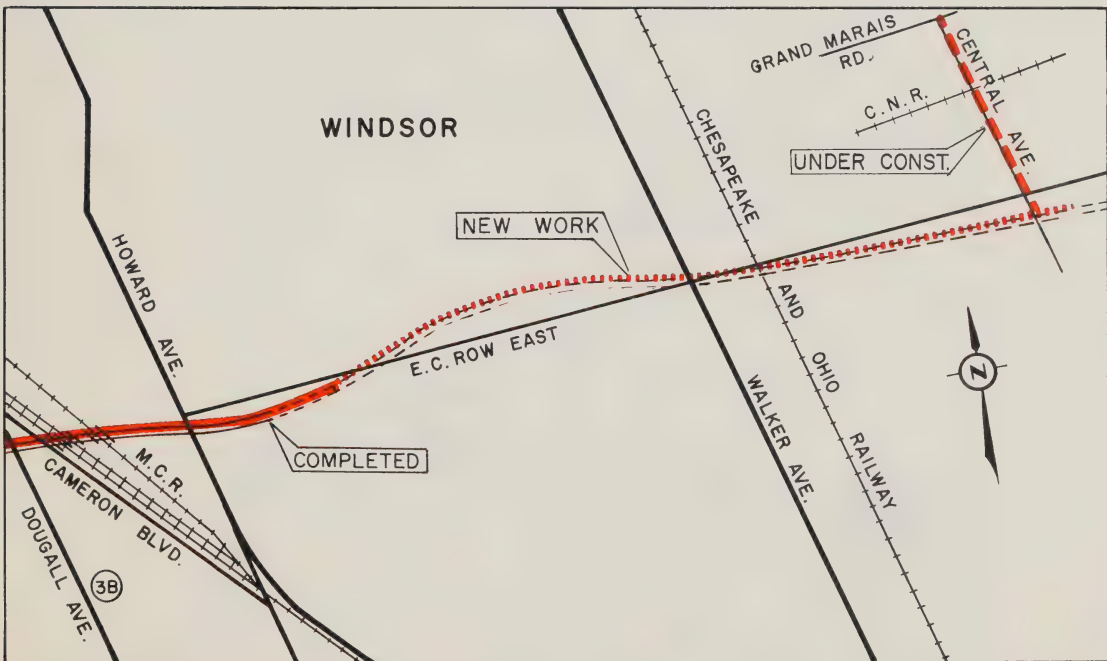 GRAND MARAIS
RD.
CENTRAL AVE.
C.N.R.
UNDER CONST.
WINDSOR
CHESAPEAKE AND OHIO RAILWAY
NEW WORK
HOWARD AVE.
E.C. ROW EAST
WALKER AVE.
N
COMPLETED
M.C.R.
CAMERON BLVD.
DOUGALL AVE.
3B